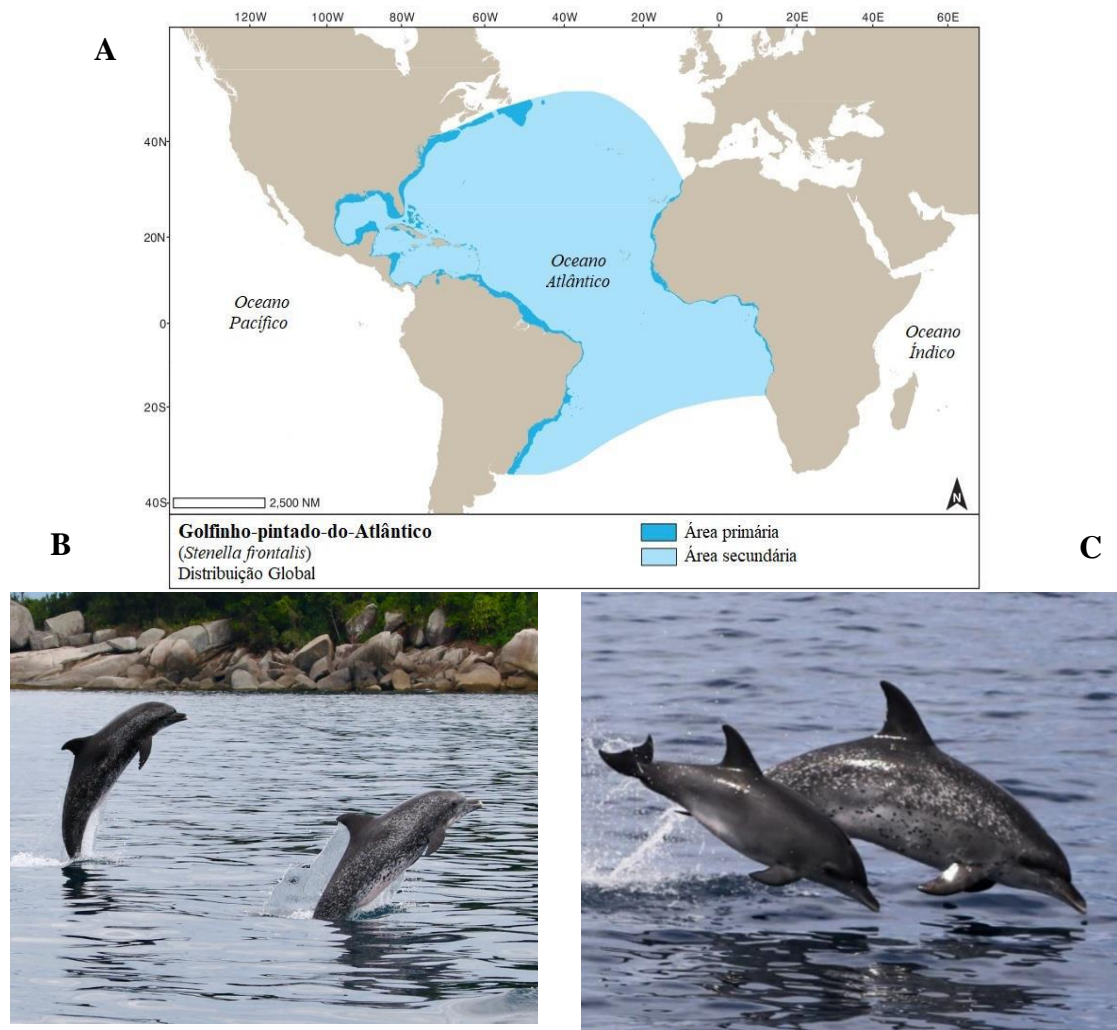 120W 100W 80W 60W 40W 20W 0 20E 40E 60E
A
40N
20N
0
20S
40S
Oceano
Pacífico
Oceano
Atlântico
Oceano
Índico
2,500 NM
N
Golfinho-pintado-do-Atlântico
(Stenella frontalis)
Distribuição Global
Área primária
Área secundária
B
C